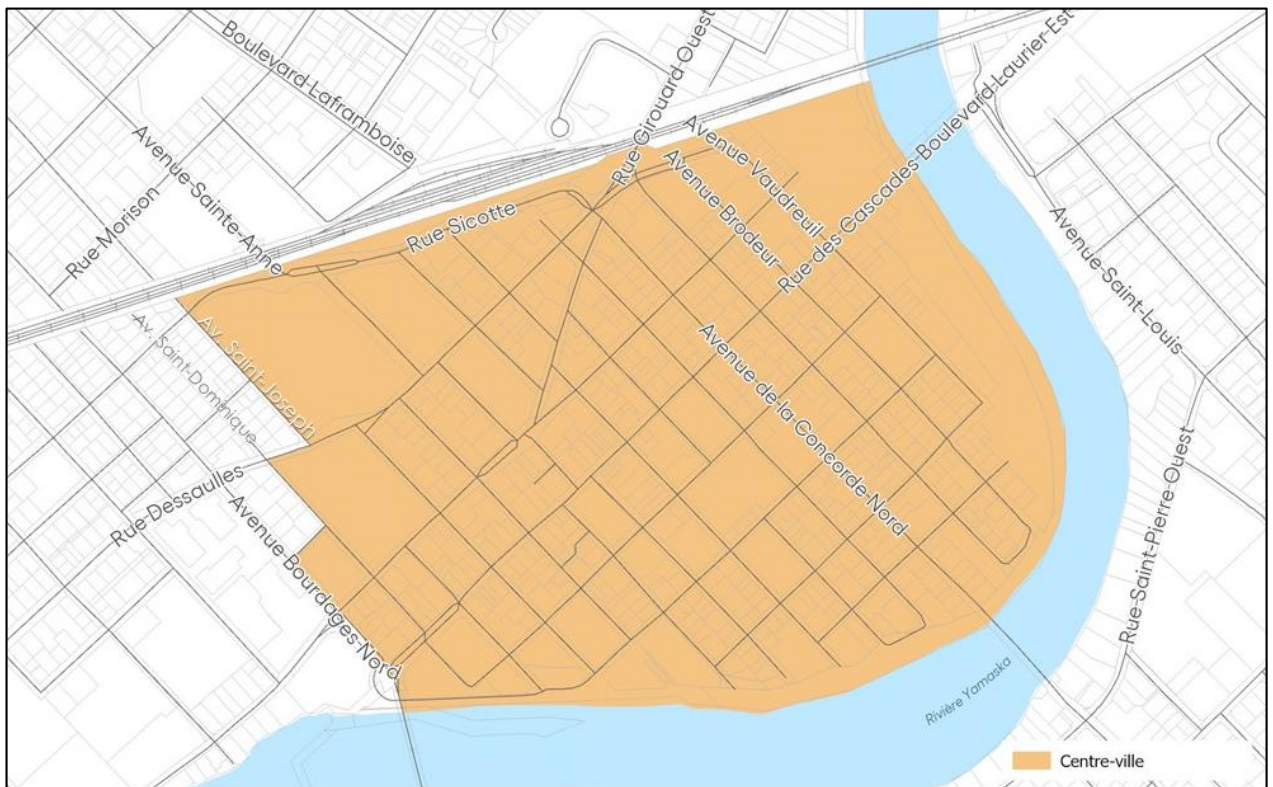 Boulevard Laframboise
Rue Girouard Ouest
Boulevard Laurier Est
Avenue Sainte-Anne
Avenue Vaudreuil
Avenue Brodeur
Rue Morison
Rue Sicotte
Rue des Cascades
Avenue Saint-Louis
Av. Saint-Joseph
Av. Saint-Dominique
Avenue de la Concorde Nord
Rue Dessaulles
Avenue Bourdages Nord
Rue Saint-Pierre Ouest
Rivière Yamaska
Centre-ville